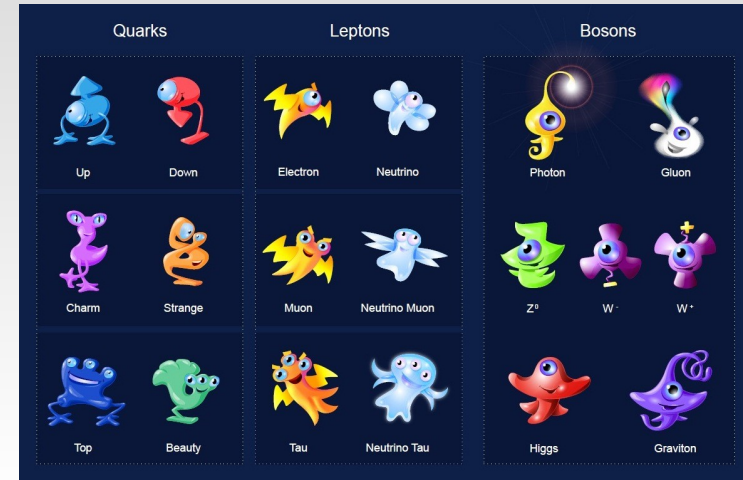 Quarks Leptons Bosons
Up Down Electron Neutrino Photon Gluon
Charm Strange Muon Neutrino Muon Z⁰ W⁻ W⁺
Top Beauty Tau Neutrino Tau Higgs Graviton